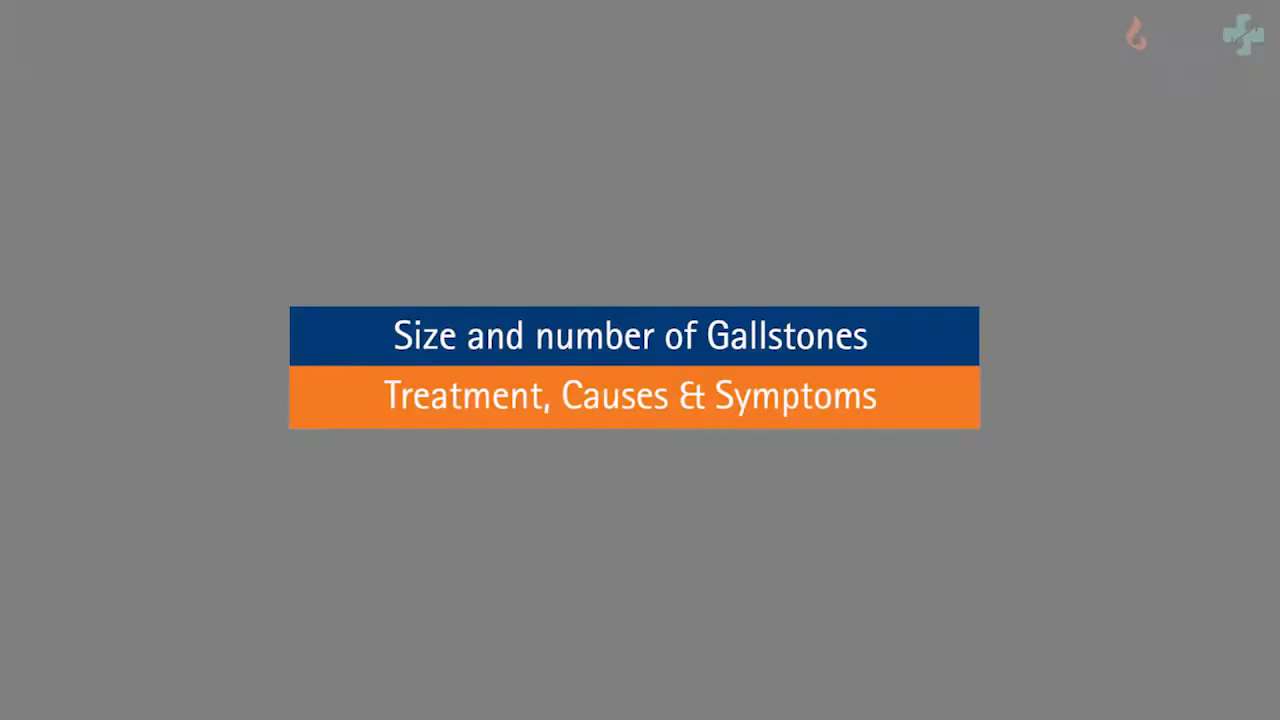 Size and number of Gallstones
Treatment, Causes & Symptoms